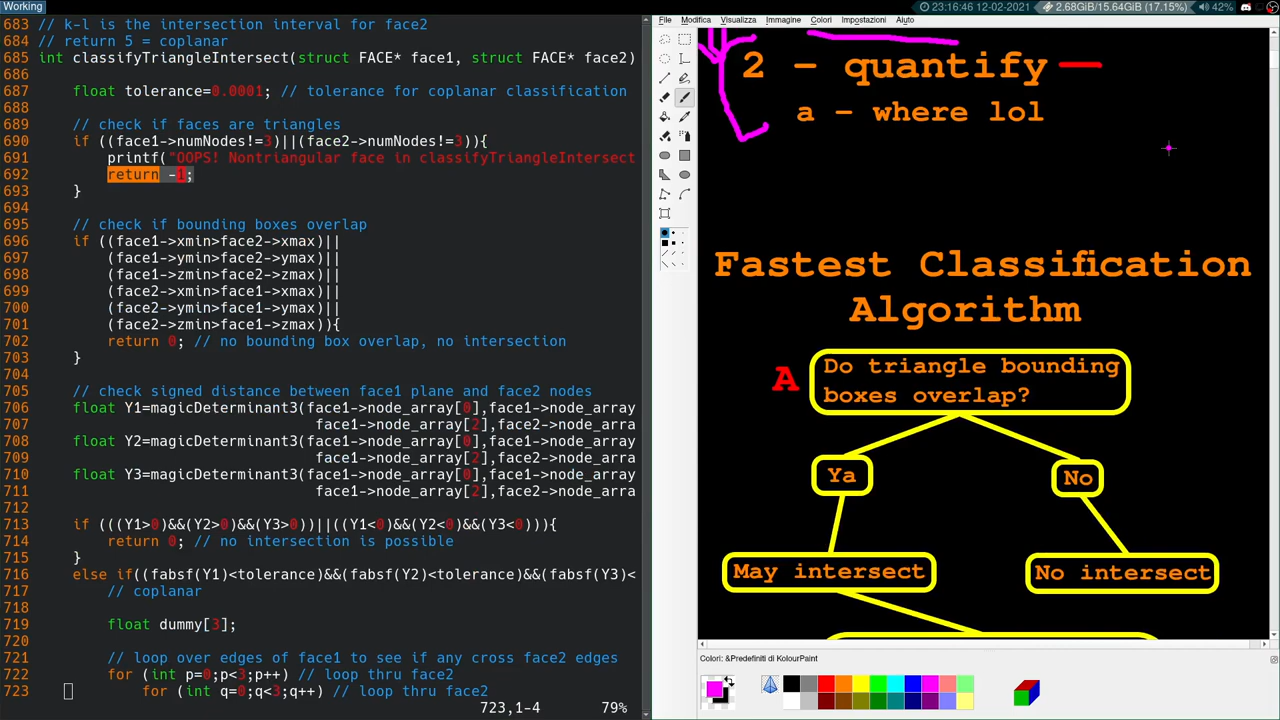 Working
23:16:46 12-02-2021
2.68GiB/15.64GiB (17.15%)
42%
683 // k-l is the intersection interval for face2
684 // return 5 = coplanar
685 int classifyTriangleIntersect(struct FACE* face1, struct FACE* face2)
686
687 float tolerance=0.0001; // tolerance for coplanar classification
688
689 // check if faces are triangles
690 if ((face1->numNodes!=3)||(face2->numNodes!=3)){
691 printf("OOPS! Nontriangular face in classifyTriangleIntersect
692 return -1;
693 }
694
695 // check if bounding boxes overlap
696 if ((face1->xmin>face2->xmax)||
697 (face1->ymin>face2->ymax)||
698 (face1->zmin>face2->zmax)||
699 (face2->xmin>face1->xmax)||
700 (face2->ymin>face1->ymax)||
701 (face2->zmin>face1->zmax)){
702 return 0; // no bounding box overlap, no intersection
703 }
704
705 // check signed distance between face1 plane and face2 nodes
706 float Y1=magicDeterminant3(face1->node_array[0],face1->node_array
707 face1->node_array[2],face2->node_arra
708 float Y2=magicDeterminant3(face1->node_array[0],face1->node_array
709 face1->node_array[2],face2->node_arra
710 float Y3=magicDeterminant3(face1->node_array[0],face1->node_array
711 face1->node_array[2],face2->node_arra
712
713 if (((Y1>0)&&(Y2>0)&&(Y3>0))||((Y1<0)&&(Y2<0)&&(Y3<0))){
714 return 0; // no intersection is possible
715 }
716 else if((fabsf(Y1)<tolerance)&&(fabsf(Y2)<tolerance)&&(fabsf(Y3)<
717 // coplanar
718
719 float dummy[3];
720
721 // loop over edges of face1 to see if any cross face2 edges
722 for (int p=0;p<3;p++) // loop thru face2
723 for (int q=0;q<3;q++) // loop thru face2
723,1-4 79%
File Modifica Visualizza Immagine Colori Impostazioni Aiuto
2 - quantify
a - where lol
Fastest Classification
Algorithm
A
Do triangle bounding
boxes overlap?
Ya
No
May intersect
No intersect
Colori: &Predefiniti di KolourPaint